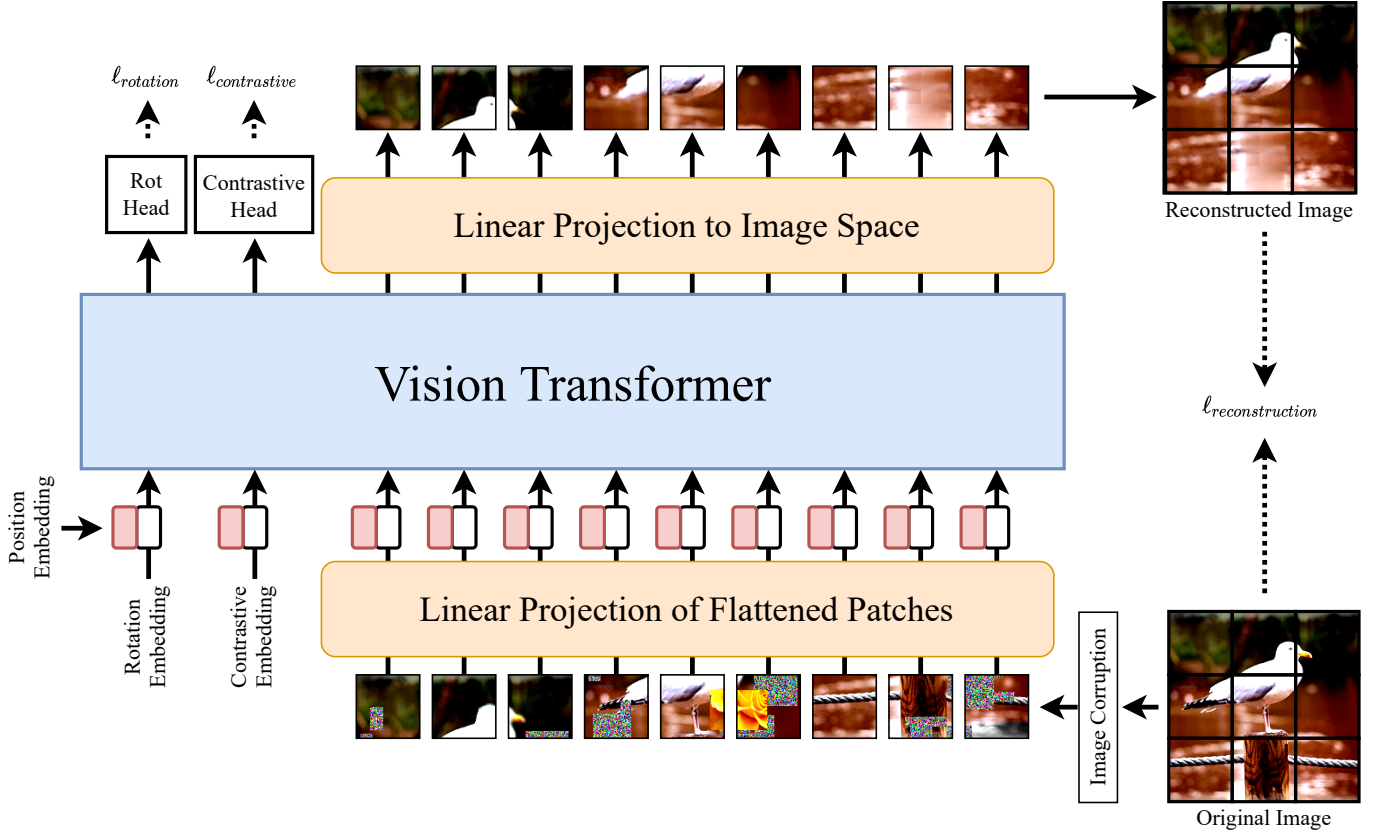 ℓrotation
ℓcontrastive
Rot
Head
Contrastive
Head
Linear Projection to Image Space
Reconstructed Image
Vision Transformer
ℓreconstruction
Position
Embedding
Rotation
Embedding
Contrastive
Embedding
Linear Projection of Flattened Patches
Image Corruption
Original Image